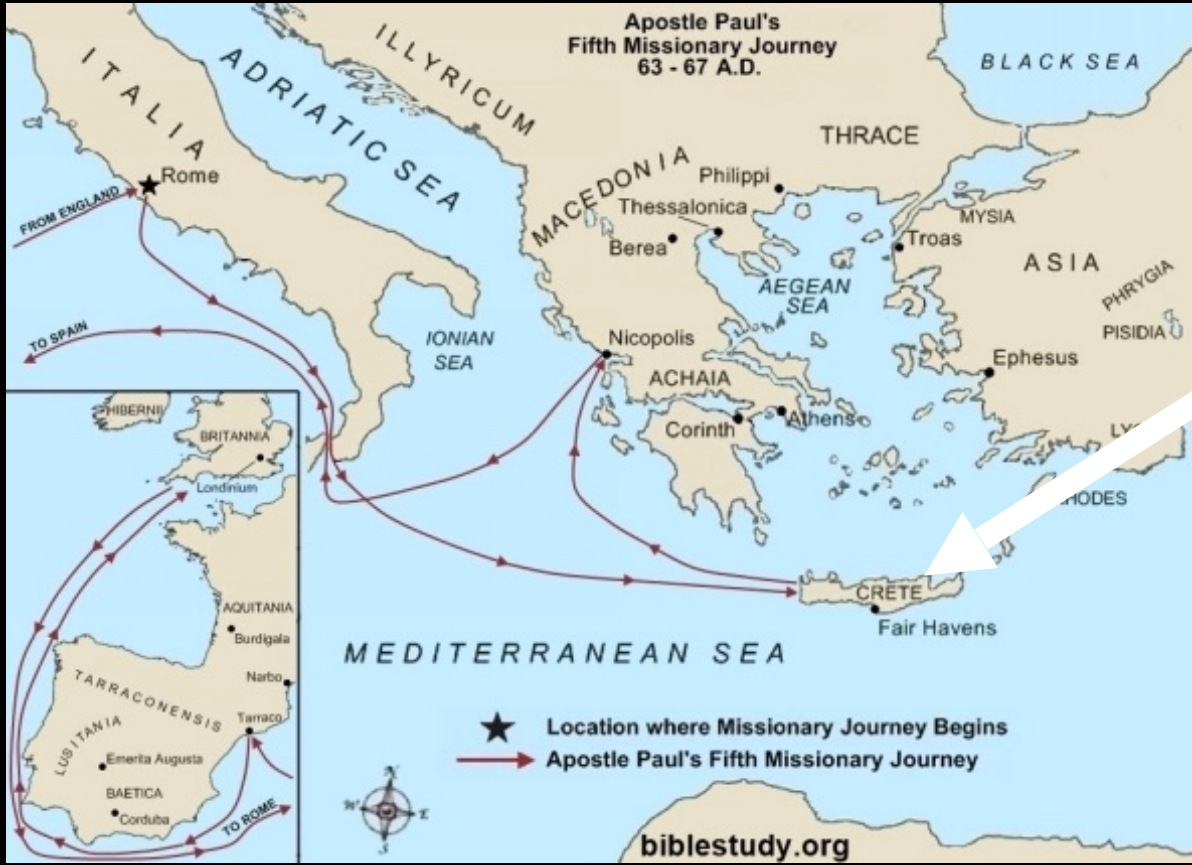 Apostle Paul's
Fifth Missionary Journey
63 - 67 A.D.
BLACK SEA
ILLYRICUM
ITALIA
ADRIATIC SEA
THRACE
MACEDONIA
Philippi
Rome
Thessalonica
FROM ENGLAND
MYSIA
Berea
Troas
ASIA
AEGEAN
SEA
PHRYGIA
PISIDIA
TO SPAIN
IONIAN
SEA
Nicopolis
Ephesus
ACHAIA
Athens
Corinth
HIBERNII
BRITANNIA
Londinium
CRETE
Fair Havens
AQUITANIA
Burdigala
MEDITERRANEAN SEA
Narbo
TARRACONENSIS
Tarraco
LUSITANIA
Location where Missionary Journey Begins
Emerita Augusta
Apostle Paul's Fifth Missionary Journey
BAETICA
Corduba
TO ROME
N
W E
S
biblestudy.org